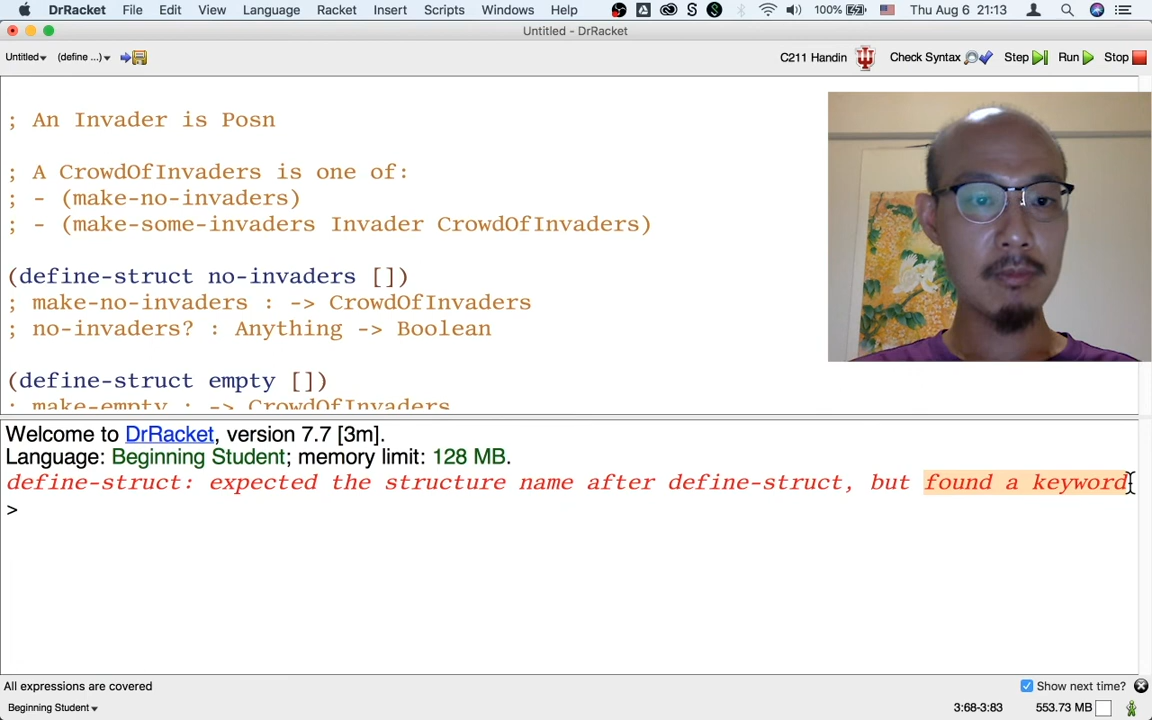 DrRacket File Edit View Language Racket Insert Scripts Windows Help 100% Thu Aug 6 21:13
Untitled - DrRacket
Untitled (define ...) C211 Handin Check Syntax Step Run Stop
; An Invader is Posn
; A CrowdOfInvaders is one of:
; - (make-no-invaders)
; - (make-some-invaders Invader CrowdOfInvaders)
(define-struct no-invaders [])
; make-no-invaders : -> CrowdOfInvaders
; no-invaders? : Anything -> Boolean
(define-struct empty [])
; make-empty : -> CrowdOfInvaders
Welcome to DrRacket, version 7.7 [3m].
Language: Beginning Student; memory limit: 128 MB.
define-struct: expected the structure name after define-struct, but found a keyword
>
All expressions are covered Show next time?
Beginning Student 3:68-3:83 553.73 MB